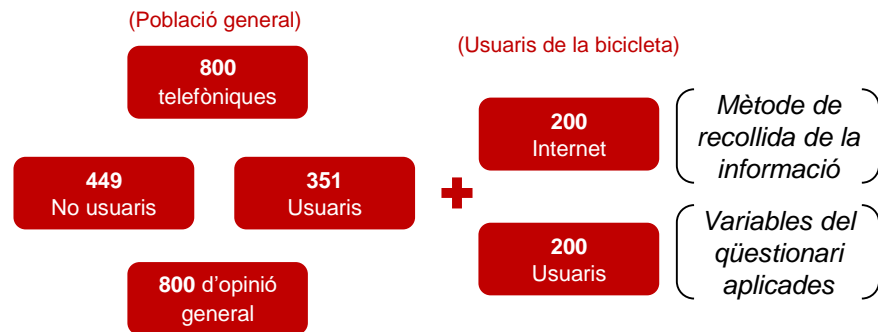 (Població general)
800
telefòniques
449
No usuaris
351
Usuaris
800 d’opinió
general
(Usuaris de la bicicleta)
200
Internet
200
Usuaris
Mètode de
recollida de la
informació
Variables del
qüestionari
aplicades